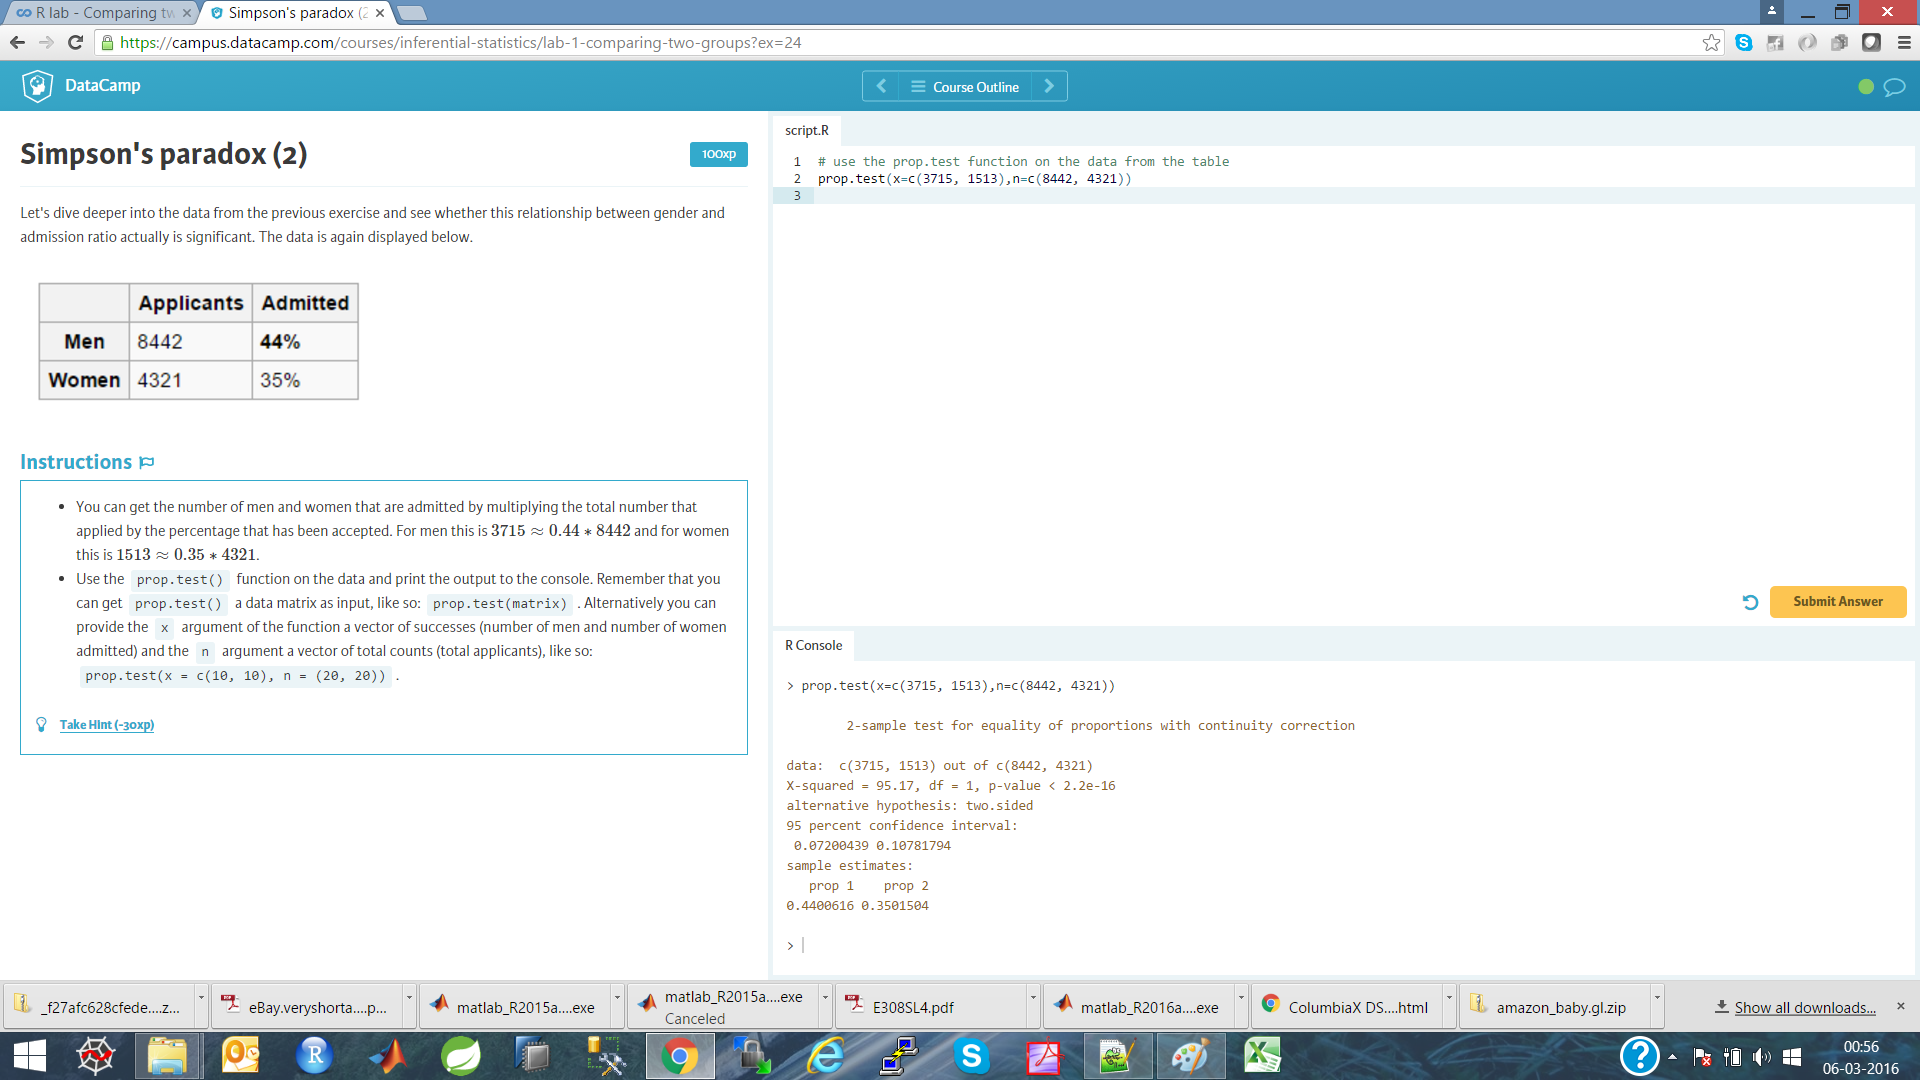 R lab - Comparing tw
Simpson's paradox (2
https://campus.datacamp.com/courses/inferential-statistics/lab-1-comparing-two-groups?ex=24
DataCamp
Course Outline
Simpson's paradox (2)
100xp
Let's dive deeper into the data from the previous exercise and see whether this relationship between gender and
admission ratio actually is significant. The data is again displayed below.
Applicants Admitted
Men 8442 44%
Women 4321 35%
Instructions
• You can get the number of men and women that are admitted by multiplying the total number that
applied by the percentage that has been accepted. For men this is 3715 ≈ 0.44 * 8442 and for women
this is 1513 ≈ 0.35 * 4321.
• Use the prop.test() function on the data and print the output to the console. Remember that you
can get prop.test() a data matrix as input, like so: prop.test(matrix) . Alternatively you can
provide the x argument of the function a vector of successes (number of men and number of women
admitted) and the n argument a vector of total counts (total applicants), like so:
prop.test(x = c(10, 10), n = (20, 20)) .
Take Hint (-30xp)
script.R
1 # use the prop.test function on the data from the table
2 prop.test(x=c(3715, 1513),n=c(8442, 4321))
3
Submit Answer
R Console
> prop.test(x=c(3715, 1513),n=c(8442, 4321))
2-sample test for equality of proportions with continuity correction
data: c(3715, 1513) out of c(8442, 4321)
X-squared = 95.17, df = 1, p-value < 2.2e-16
alternative hypothesis: two.sided
95 percent confidence interval:
0.07200439 0.10781794
sample estimates:
prop 1 prop 2
0.4400616 0.3501504
>
_f27afc628cfede....z...
eBay.veryshorta....p...
matlab_R2015a....exe
matlab_R2015a....exe
Canceled
E308SL4.pdf
matlab_R2016a....exe
ColumbiaX DS....html
amazon_baby.gl.zip
Show all downloads...
00:56
06-03-2016